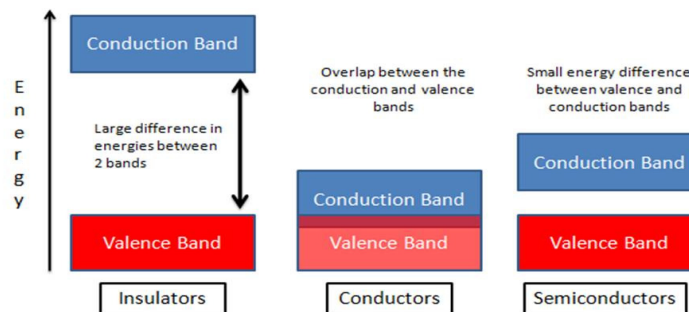 Energy
Conduction Band
Large difference in
energies between
2 bands
Valence Band
Insulators
Overlap between the
conduction and valence
bands
Conduction Band
Valence Band
Conductors
Small energy difference
between valence and
conduction bands
Conduction Band
Valence Band
Semiconductors